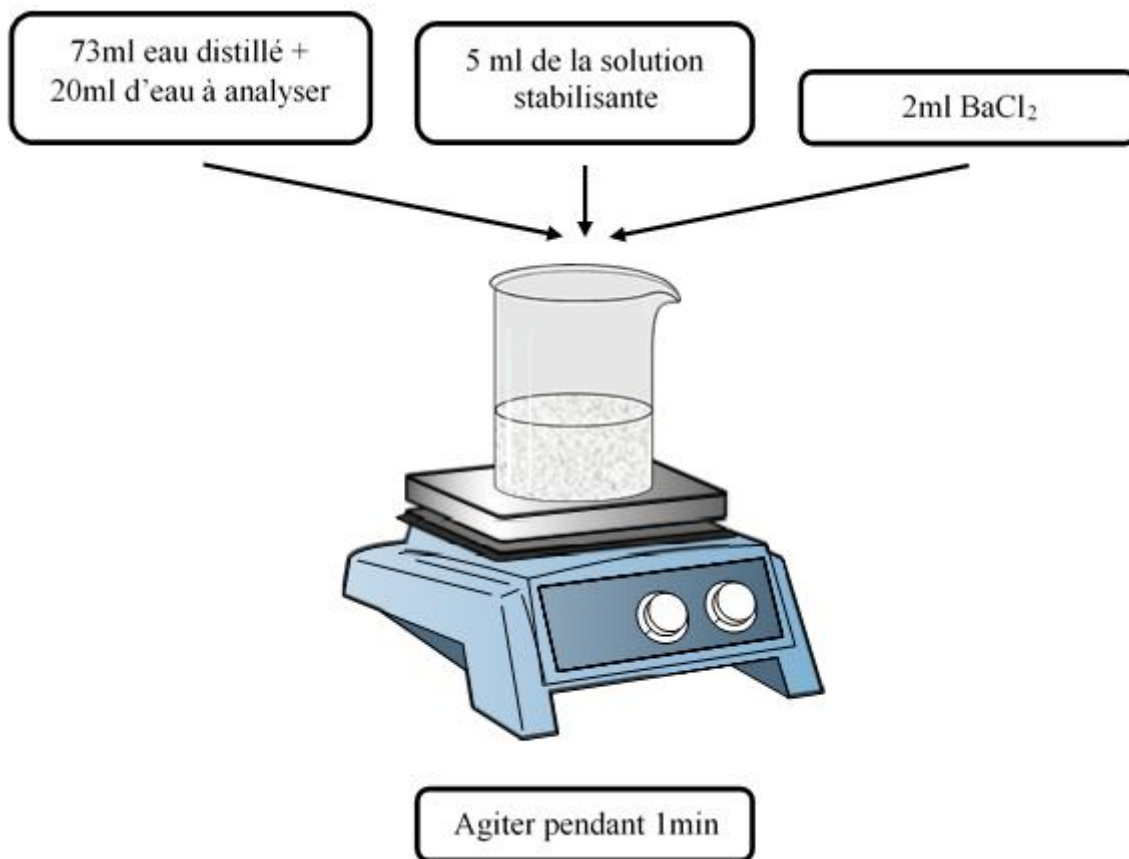 73ml eau distillé +
20ml d’eau à analyser
5 ml de la solution
stabilisante
2ml BaCl₂
Agiter pendant 1min